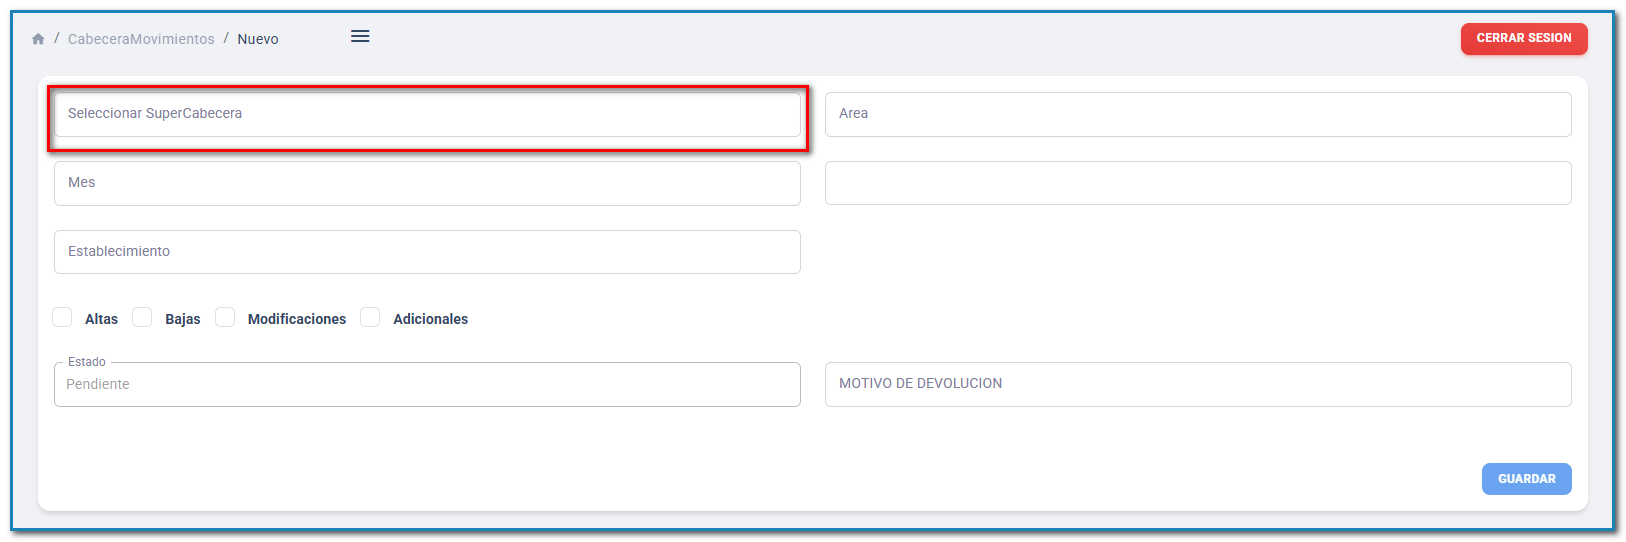 / CabeceraMovimientos / Nuevo
CERRAR SESION
Seleccionar SuperCabecera
Area
Mes
Establecimiento
Altas Bajas Modificaciones Adicionales
Estado
Pendiente
MOTIVO DE DEVOLUCION
GUARDAR